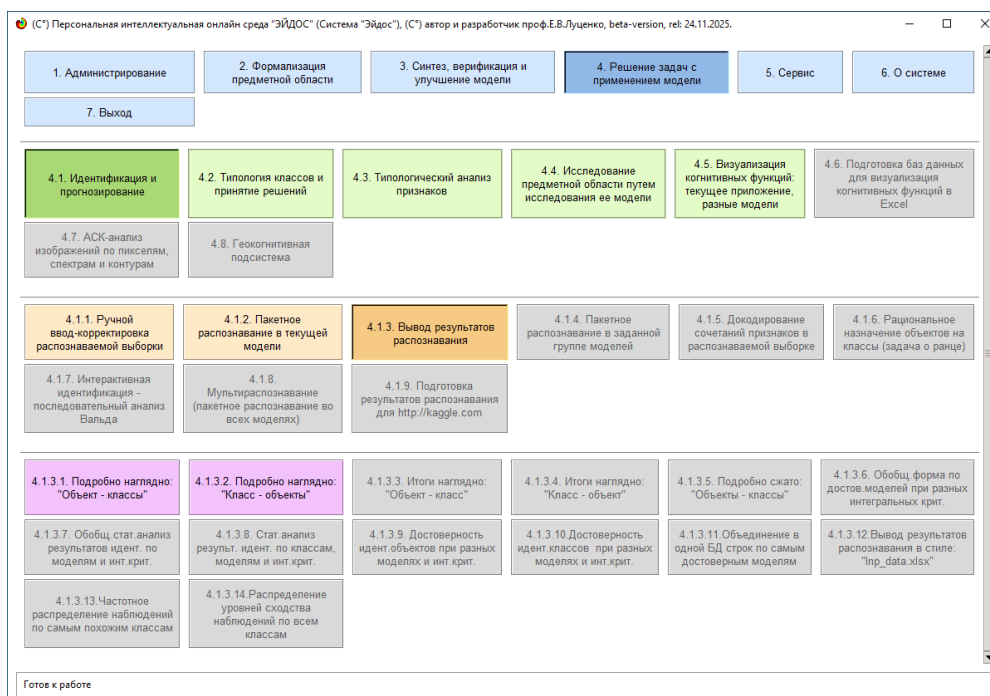 (C°) Персональная интеллектуальная онлайн среда "ЭЙДОС" (Система "Эйдос"), (C°) автор и разработчик проф.Е.В.Луценко, beta-version, rel: 24.11.2025.
1. Администрирование
2. Формализация
предметной области
3. Синтез, верификация и
улучшение модели
4. Решение задач с
применением модели
5. Сервис
6. О системе
7. Выход
4.1. Идентификация и
прогнозирование
4.2. Типология классов и
принятие решений
4.3. Типологический анализ
признаков
4.4. Исследование
предметной области путем
исследования ее модели
4.5. Визуализация
когнитивных функций:
текущее приложение,
разные модели
4.6. Подготовка баз данных
для визуализации
когнитивных функций в
Excel
4.7. АСК-анализ
изображений по пикселям,
спектрам и контурам
4.8. Геокогнитивная
подсистема
4.1.1. Ручной
ввод-корректировка
распознаваемой выборки
4.1.2. Пакетное
распознавание в текущей
модели
4.1.3. Вывод результатов
распознавания
4.1.4. Пакетное
распознавание в заданной
группе моделей
4.1.5. Докодирование
сочетаний признаков в
распознаваемой выборке
4.1.6. Рациональное
назначение объектов на
классы (задача о ранце)
4.1.7. Интерактивная
идентификация -
последовательный анализ
Вальда
4.1.8.
Мультираспознавание
(пакетное распознавание во
всех моделях)
4.1.9. Подготовка
результатов распознавания
для http://kaggle.com
4.1.3.1. Подробно наглядно:
"Объект - классы"
4.1.3.2. Подробно наглядно:
"Класс - объекты"
4.1.3.3. Итоги наглядно:
"Объект - класс"
4.1.3.4. Итоги наглядно:
"Класс - объект"
4.1.3.5. Подробно сжато:
"Объекты - классы"
4.1.3.6. Обобщ.форма по
достов.моделей при разных
интегральных крит.
4.1.3.7. Обобщ.стат.анализ
результатов идент. по
моделям и инт.крит.
4.1.3.8. Стат.анализ
результ. идент. по классам,
моделям и инт.крит.
4.1.3.9. Достоверность
идент.объектов при разных
моделях и инт.крит.
4.1.3.10.Достоверность
идент.классов при разных
моделях и инт.крит.
4.1.3.11.Объединение в
одной БД строк по самым
достоверным моделям
4.1.3.12.Вывод результатов
распознавания в стиле:
"Inp_data.xlsx"
4.1.3.13.Частотное
распределение наблюдений
по самым похожим классам
4.1.3.14.Распределение
уровней сходства
наблюдений по всем
классам
Готов к работе